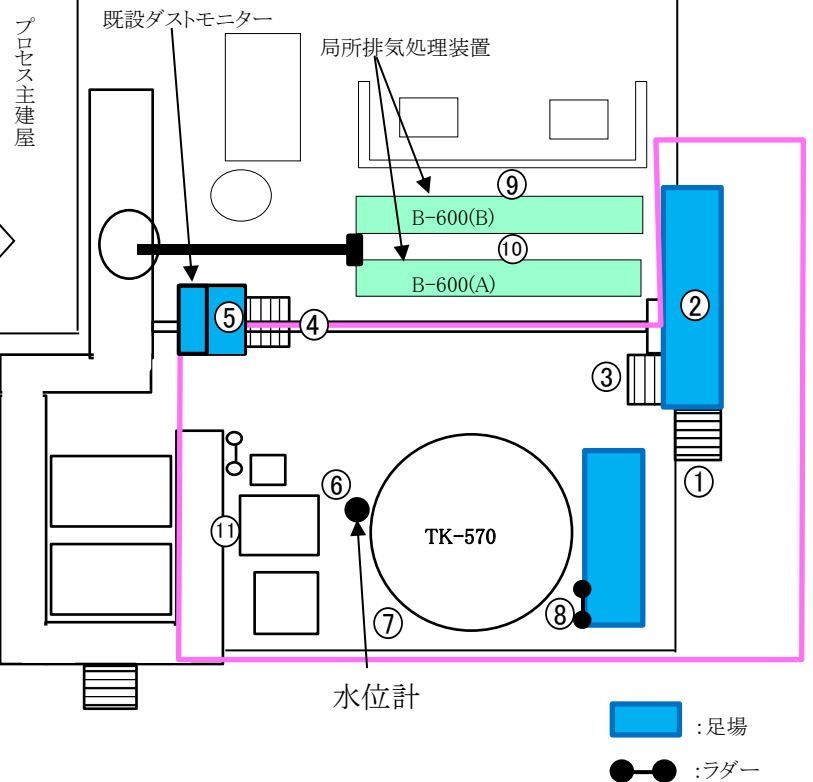 プロセス主建屋
既設ダストモニター
局所排気処理装置
⑨
B-600(B)
⑩
B-600(A)
⑤
④
②
③
①
⑥
⑪
TK-570
⑧
⑦
水位計
:足場
:ラダー